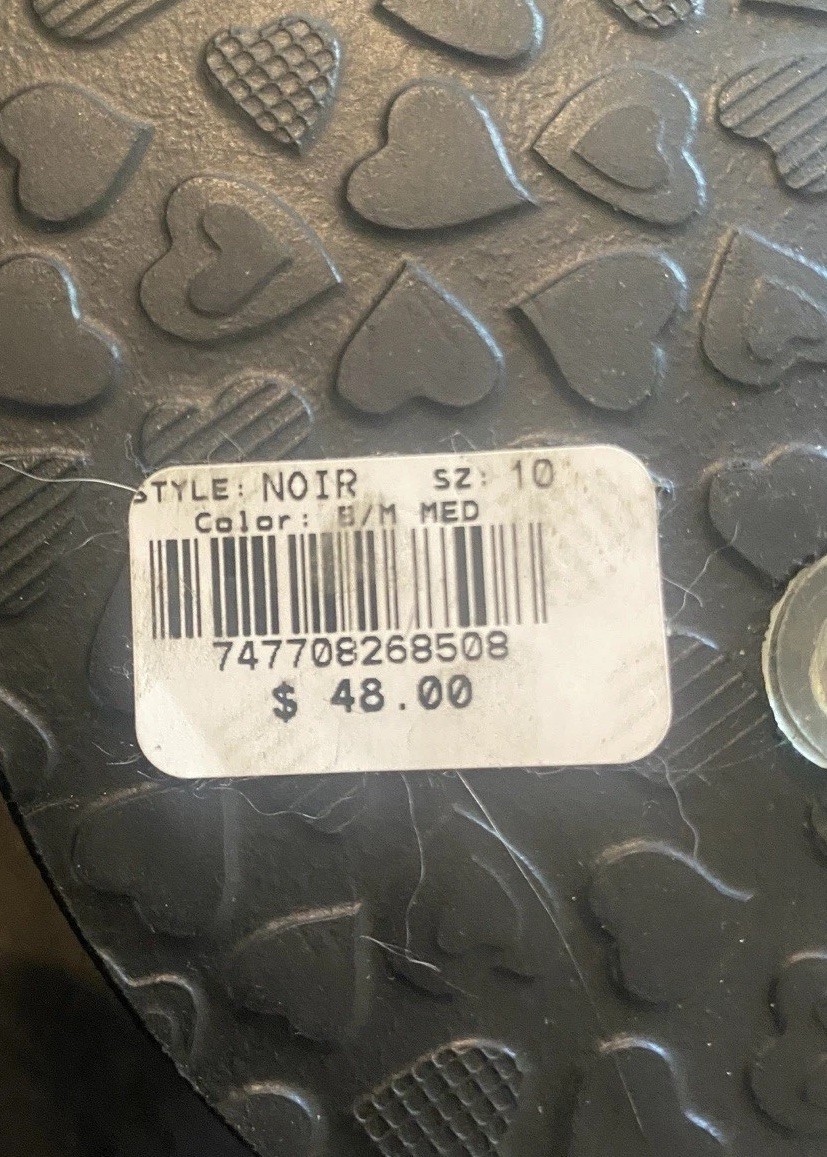 STYLE: NOIR SZ: 10
Color: B/M MED
747708268508
$ 48.00